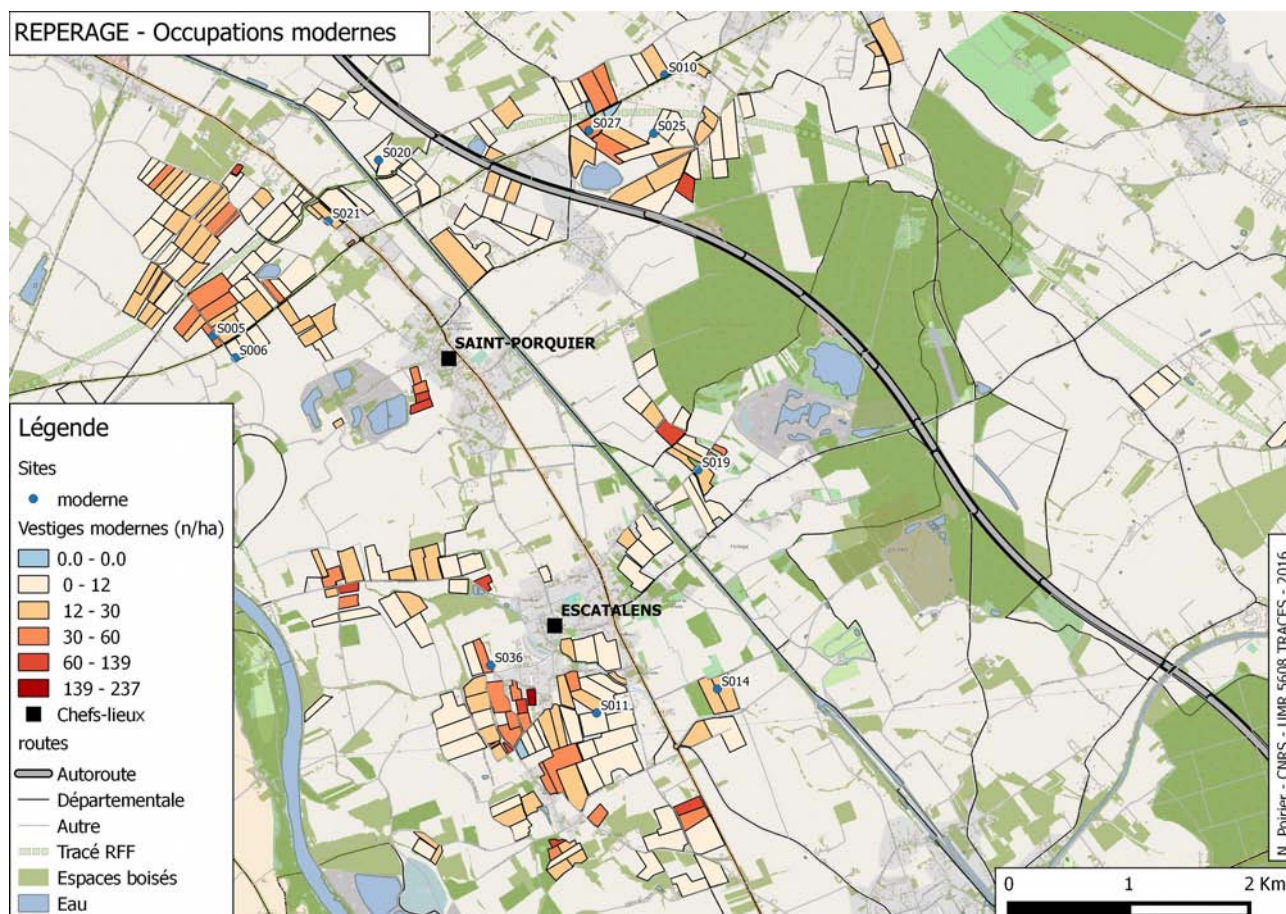 REPERAGE - Occupations modernes
S010
S027
S025
S020
S021
S005
S006
SAINT-PORQUIER
S019
ESCATALENS
S036
S014
S011
Légende
Sites
moderne
Vestiges modernes (n/ha)
0.0 - 0.0
0 - 12
12 - 30
30 - 60
60 - 139
139 - 237
Chefs-lieux
routes
Autoroute
Départementale
Autre
Tracé RFF
Espaces boisés
Eau
0 1 2 Km
N. Poirier - CNRS - UMR 5608 TRACES - 2016